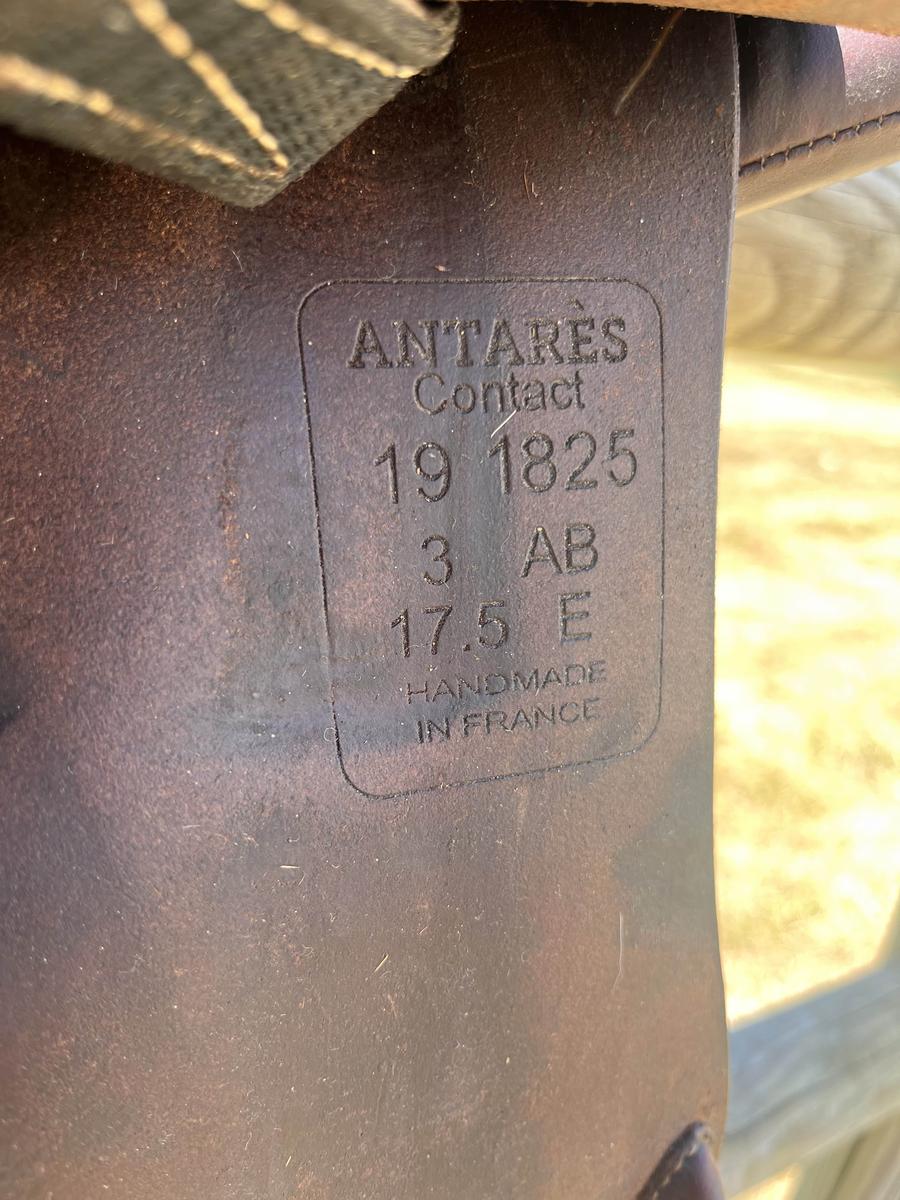 ANTARÈS
Contact
19 1825
3 AB
17.5 E
HANDMADE
IN FRANCE